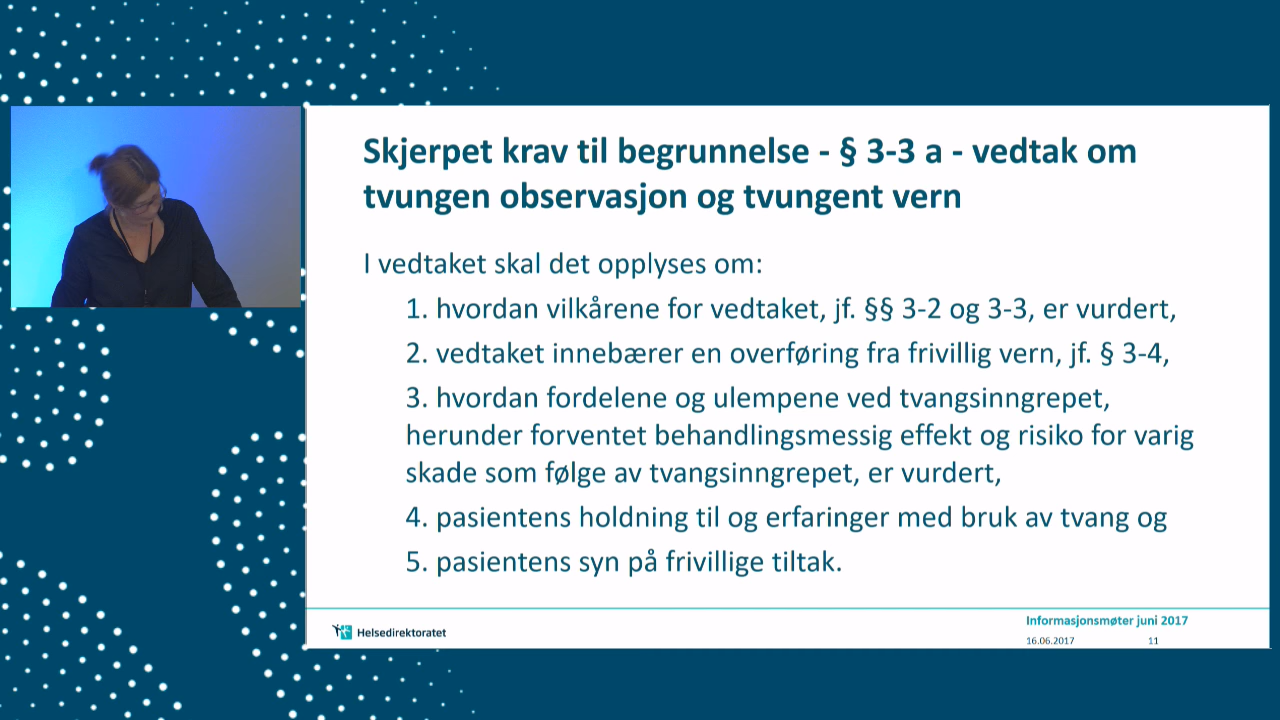 Skjerpet krav til begrunnelse - § 3-3 a - vedtak om
tvungen observasjon og tvungent vern
I vedtaket skal det opplyses om:
1. hvordan vilkårene for vedtaket, jf. §§ 3-2 og 3-3, er vurdert,
2. vedtaket innebærer en overføring fra frivillig vern, jf. § 3-4,
3. hvordan fordelene og ulempene ved tvangsinngrepet,
herunder forventet behandlingsmessig effekt og risiko for varig
skade som følge av tvangsinngrepet, er vurdert,
4. pasientens holdning til og erfaringer med bruk av tvang og
5. pasientens syn på frivillige tiltak.
Helsedirektoratet
Informasjonsmøter juni 2017
16.06.2017 11